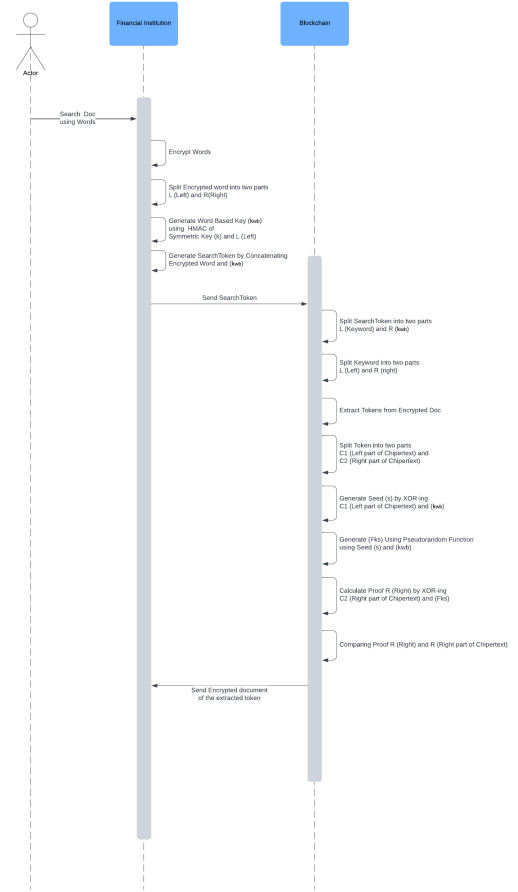 Financial Institution
Blockchain
Actor
Search Doc
using Words
Encrypt Words
Split Encrypted word into two parts
L (Left) and R(Right)
Generate Word Based Key (kwb)
using HMAC of
Symmetric Key (k) and L (Left)
Generate SearchToken by Concatenating
Encrypted Word and (kwb)
Send SearchToken
Split SearchToken into two parts
L (Keyword) and R (kwb)
Split Keyword into two parts
L (Left) and R (right)
Extract Tokens from Encrypted Doc
Split Token into two parts
C1 (Left part of Chipertext) and
C2 (Right part of Chipertext)
Generate Seed (s) by XOR-ing
C1 (Left part of Chipertext) and (kwb)
Generate (Fks) Using Pseudorandom Function
using Seed (s) and (kwb)
Calculate Proof R (Right) by XOR-ing
C2 (Right part of Chipertext) and (Fks)
Comparing Proof R (Right) and R (Right part of Chipertext)
Send Encrypted document
of the extracted token